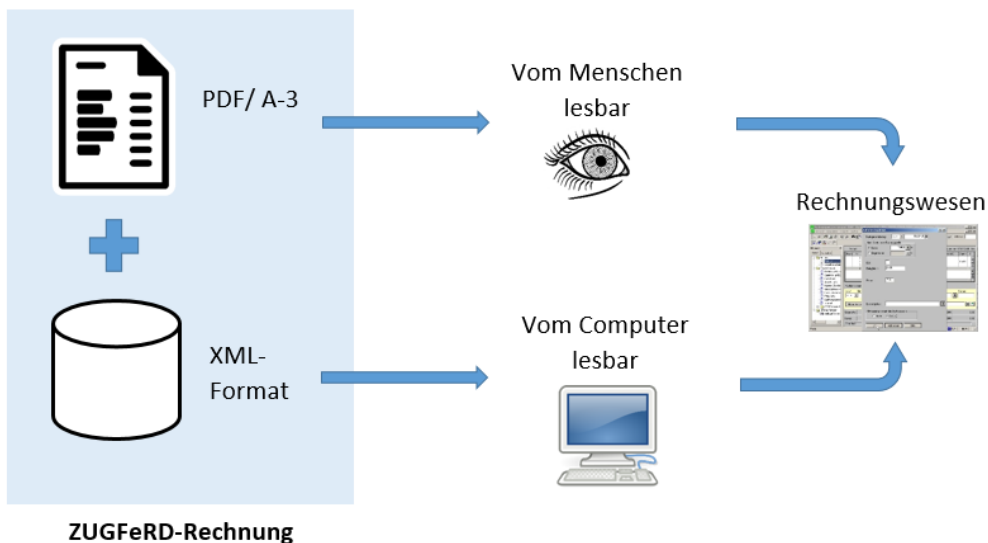 PDF/ A-3
Vom Menschen
lesbar
Rechnungswesen
XML-
Format
Vom Computer
lesbar
ZUGFeRD-Rechnung